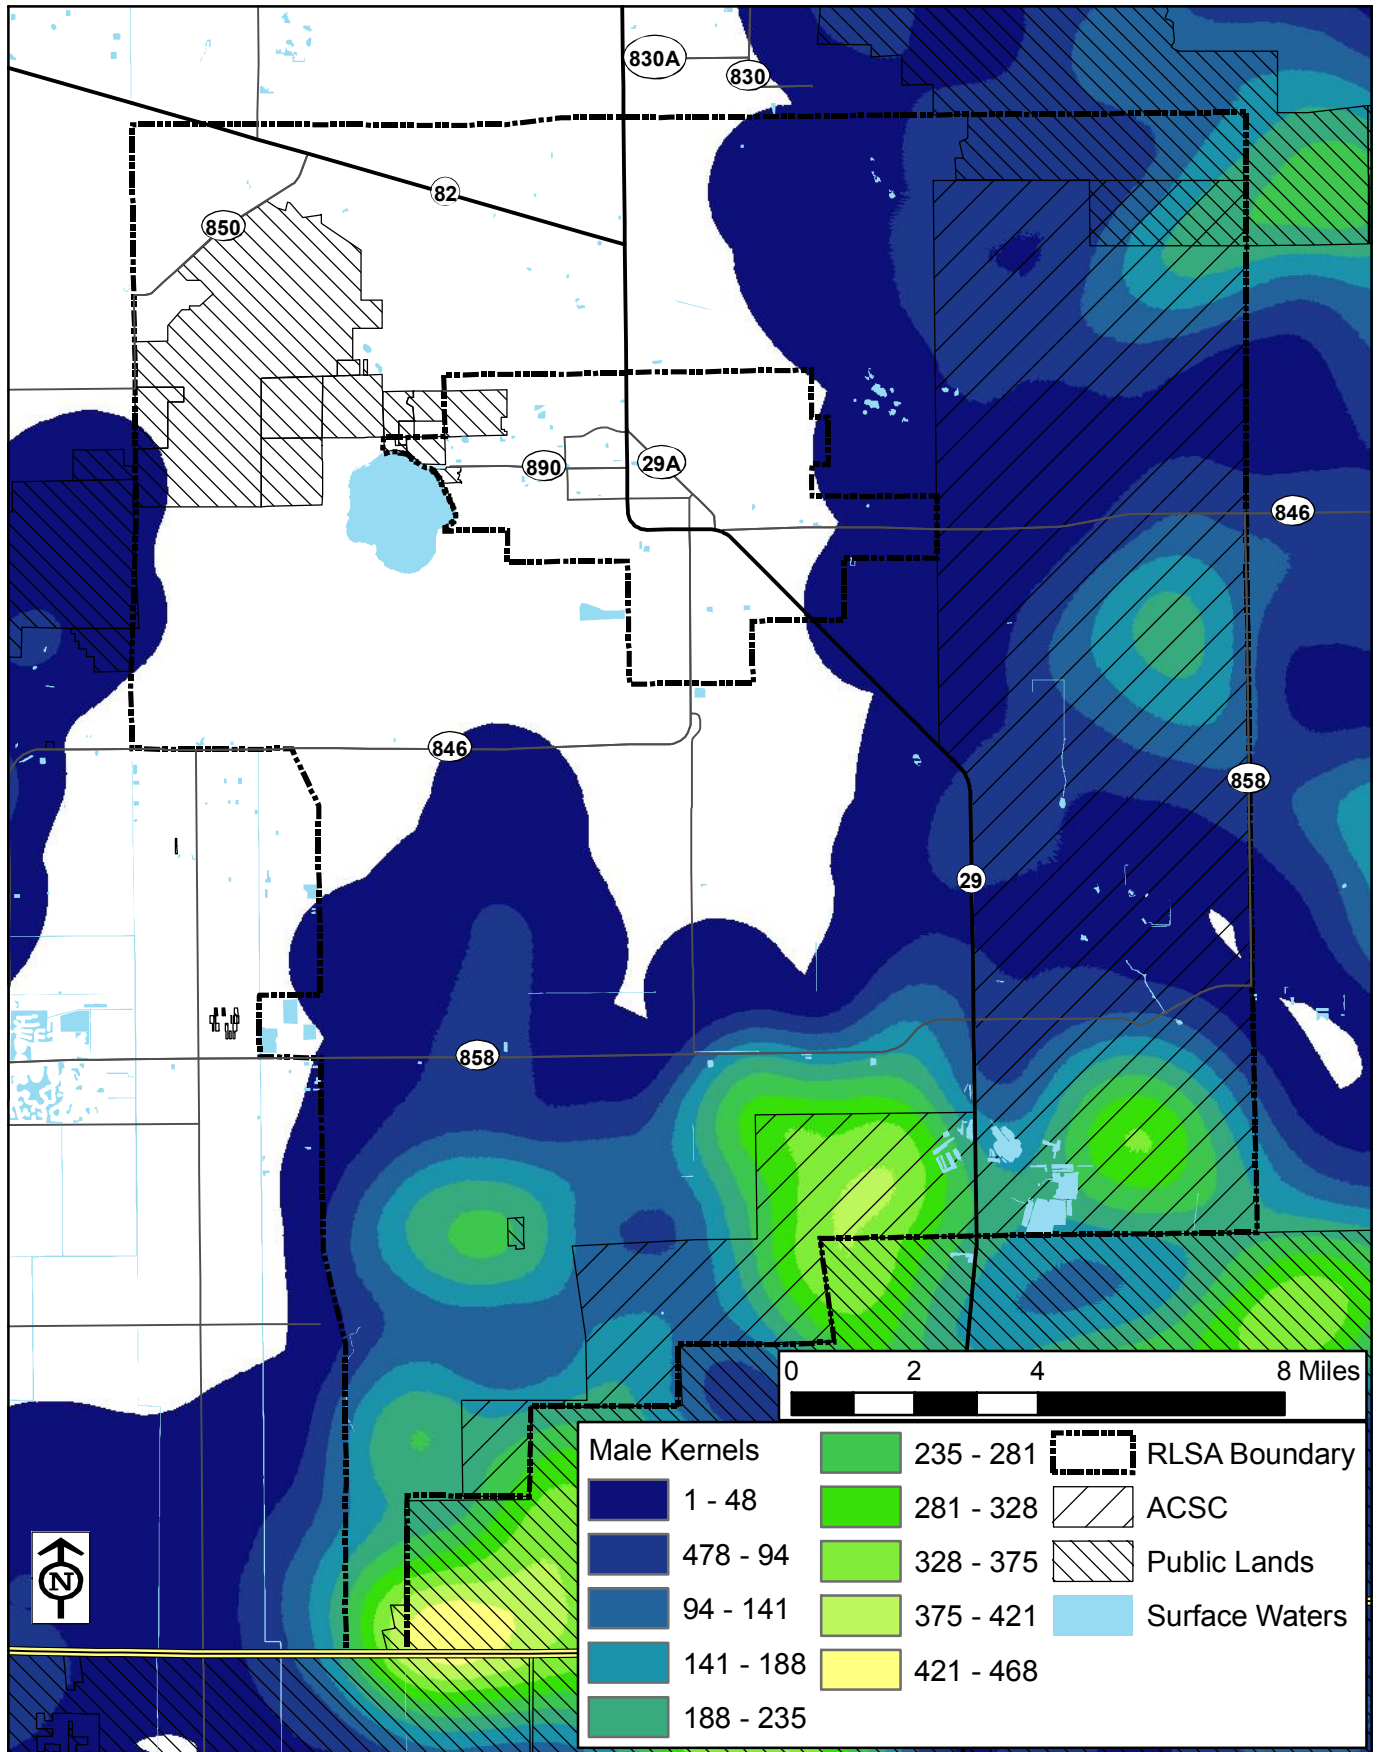 830A
830
82
850
890
29A
846
846
858
29
858
0 2 4 8 Miles
Male Kernels
1 - 48
478 - 94
94 - 141
141 - 188
188 - 235
235 - 281
281 - 328
328 - 375
375 - 421
421 - 468
RLSA Boundary
ACSC
Public Lands
Surface Waters
N